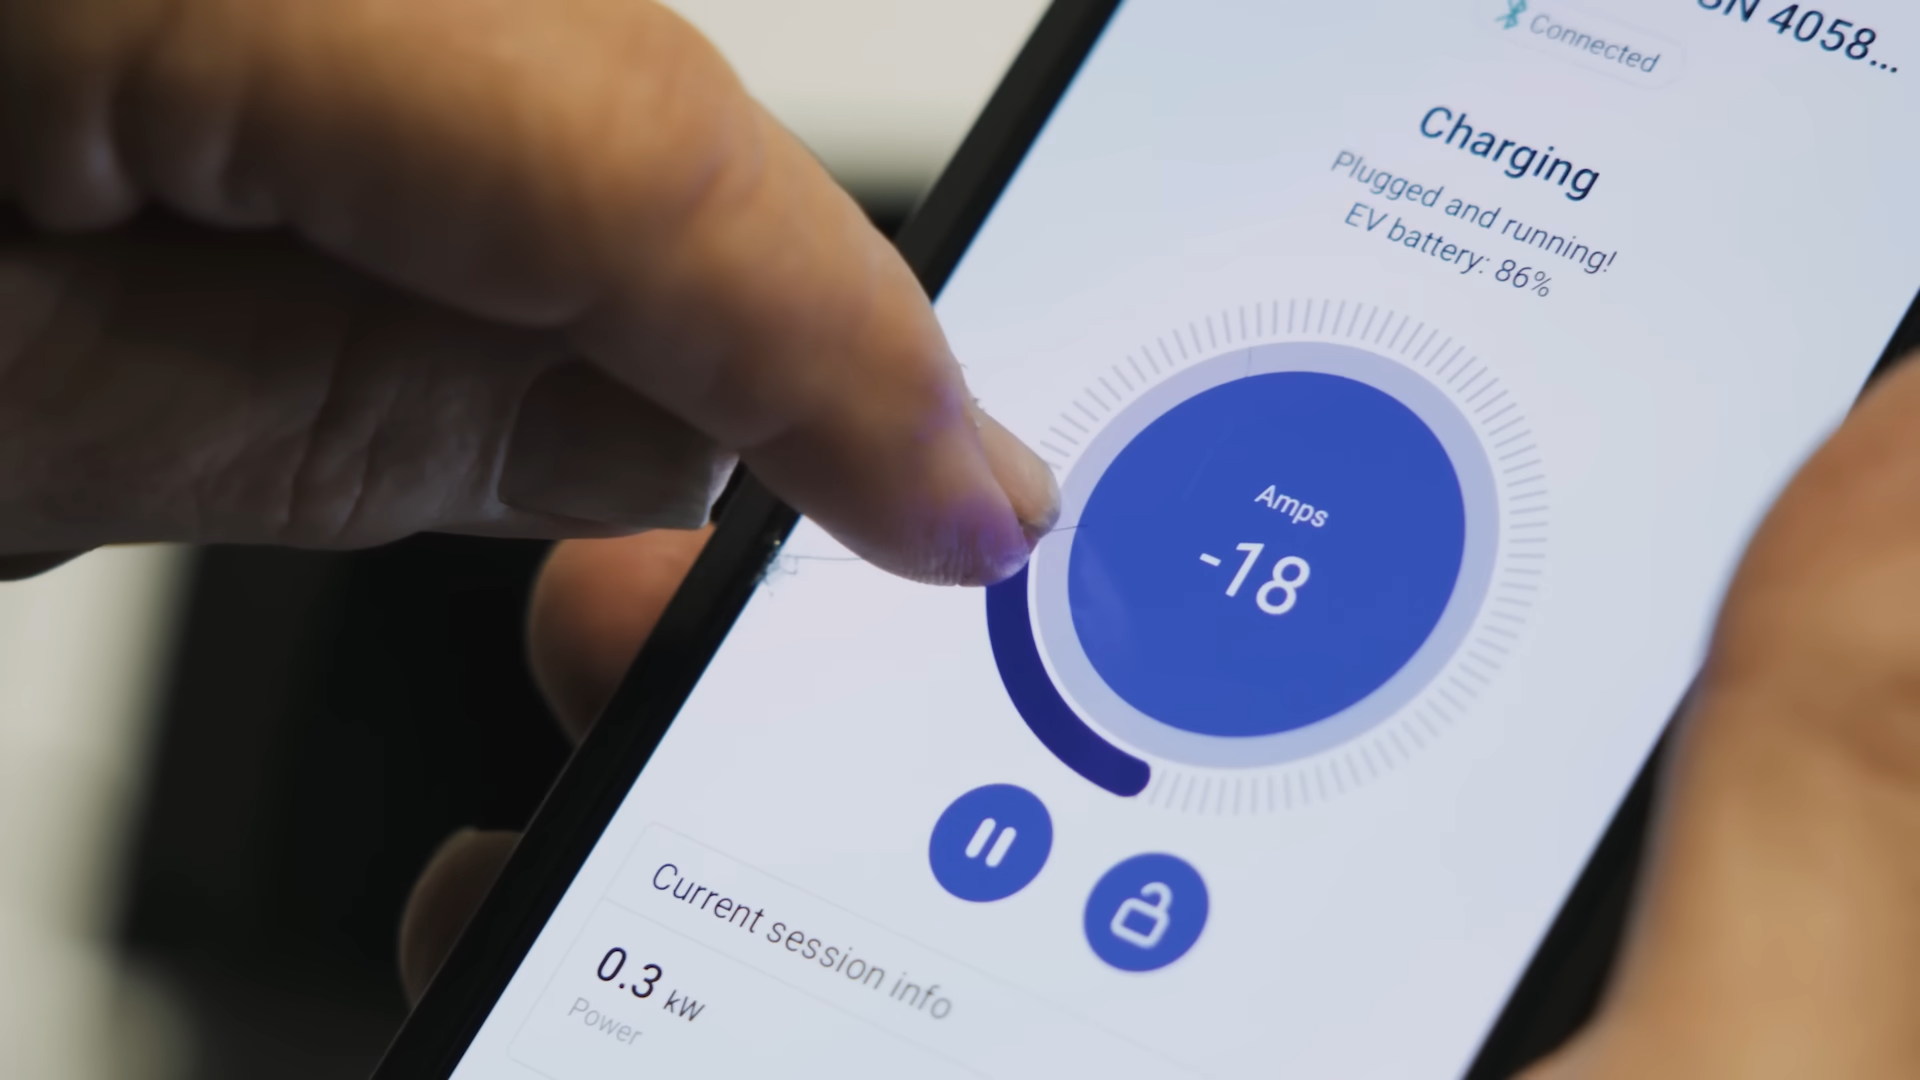 SN 4058...
Connected
Charging
Plugged and running!
EV battery: 86%
Amps
-18
Current session info
0.3 kW
Power